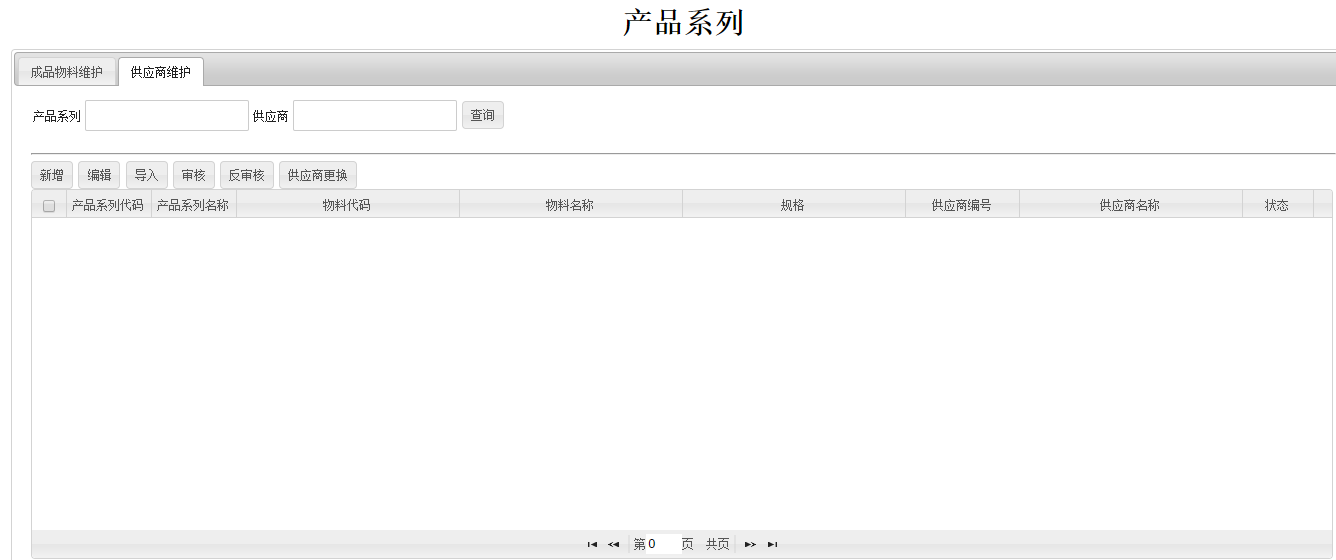 产品系列
成品物料维护 供应商维护
产品系列 供应商 查询
新增 编辑 导入 审核 反审核 供应商更换
产品系列代码 产品系列名称 物料代码 物料名称 规格 供应商编号 供应商名称 状态
第 0 页 共页